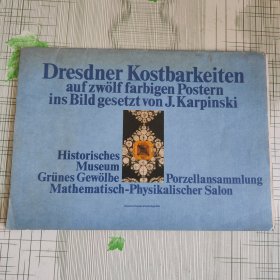 Dresdner Kostbarkeiten
auf zwölf farbigen Postern
ins Bild gesetzt von J. Karpinski
Historisches
Museum
Grünes Gewölbe
Porzellansammlung
Mathematisch-Physikalischer Salon